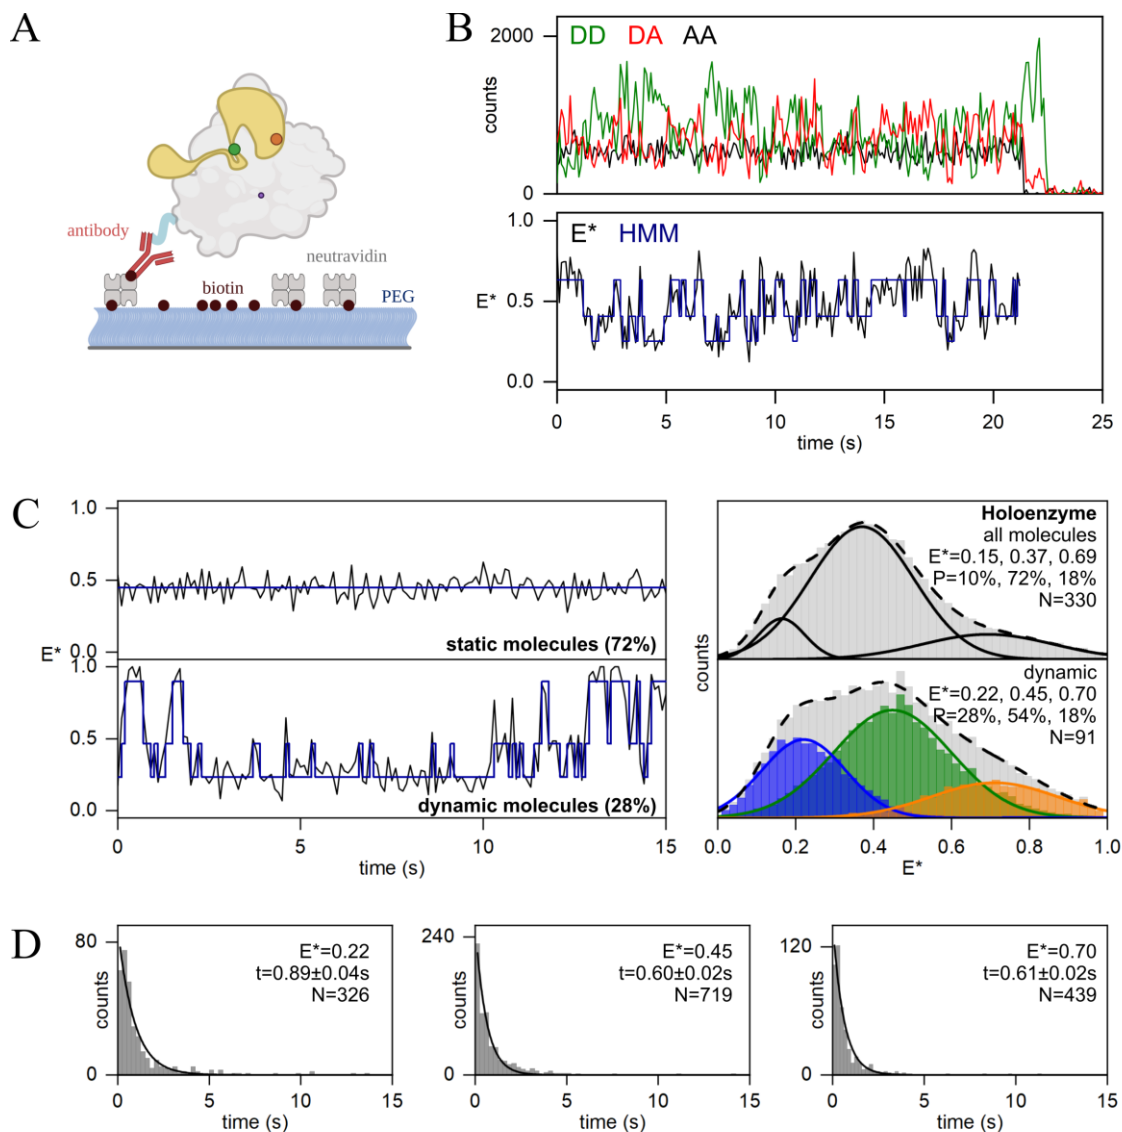 A
antibody
neutravidin
biotin
PEG
B
DD DA AA
2000
counts
0
E* HMM
1.0
E*
0.5
0.0
0 5 10 15 20 25
time (s)
C
1.0
0.5
0.0
static molecules (72%)
E*
1.0
0.5
0.0
dynamic molecules (28%)
0 5 10 15
time (s)
Holoenzyme
all molecules
E*=0.15, 0.37, 0.69
P=10%, 72%, 18%
N=330
counts
dynamic
E*=0.22, 0.45, 0.70
P=28%, 54%, 18%
N=91
0.0 0.2 0.4 0.6 0.8 1.0
E*
D
80
counts
0
E*=0.22
t=0.89±0.04s
N=326
0 5 10 15
time (s)
240
counts
0
E*=0.45
t=0.60±0.02s
N=719
0 5 10 15
time (s)
120
counts
0
E*=0.70
t=0.61±0.02s
N=439
0 5 10 15
time (s)